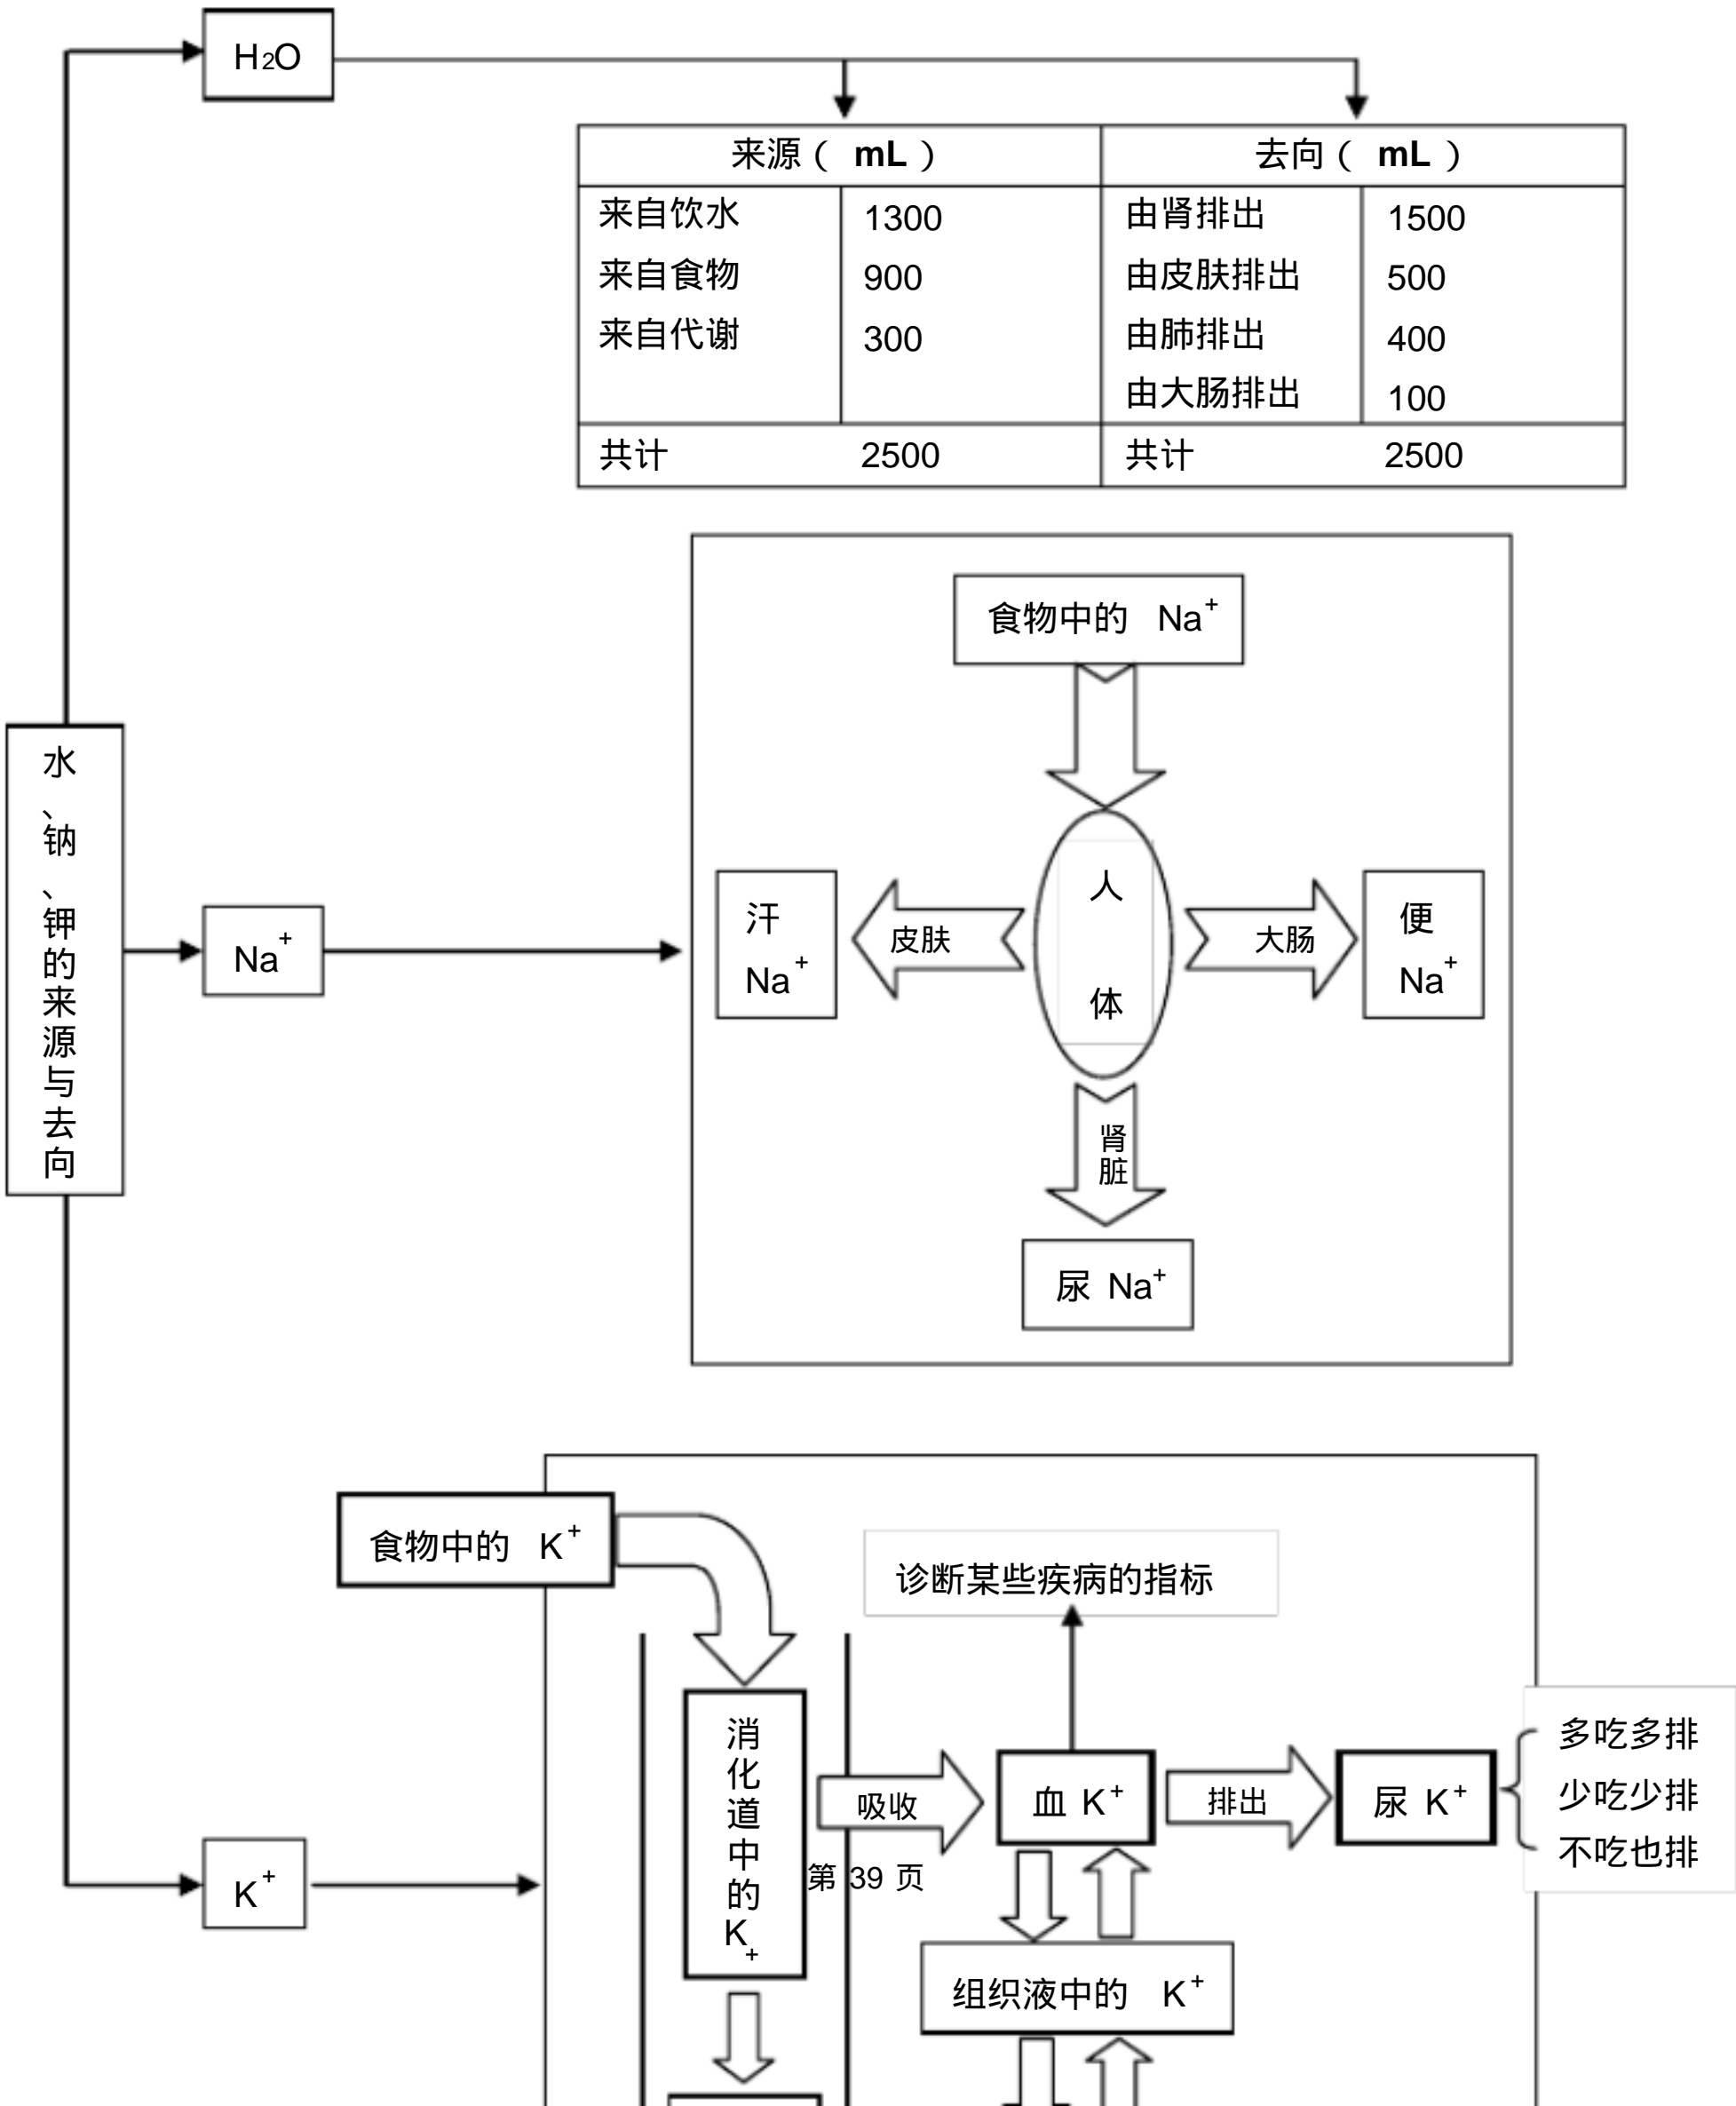 H2O
来源（ mL ） 去向（ mL ）
来自饮水 1300 由肾排出 1500
来自食物 900 由皮肤排出 500
来自代谢 300 由肺排出 400
由大肠排出 100
共计 2500 共计 2500
水、钠、钾的来源与去向
Na+
食物中的 Na+
人体
皮肤
汗
Na+
大肠
便
Na+
肾脏
尿 Na+
K+
食物中的 K+
诊断某些疾病的指标
消化道中的K+
吸收
血 K+
排出
尿 K+
多吃多排
少吃少排
不吃也排
第 39 页
组织液中的 K+